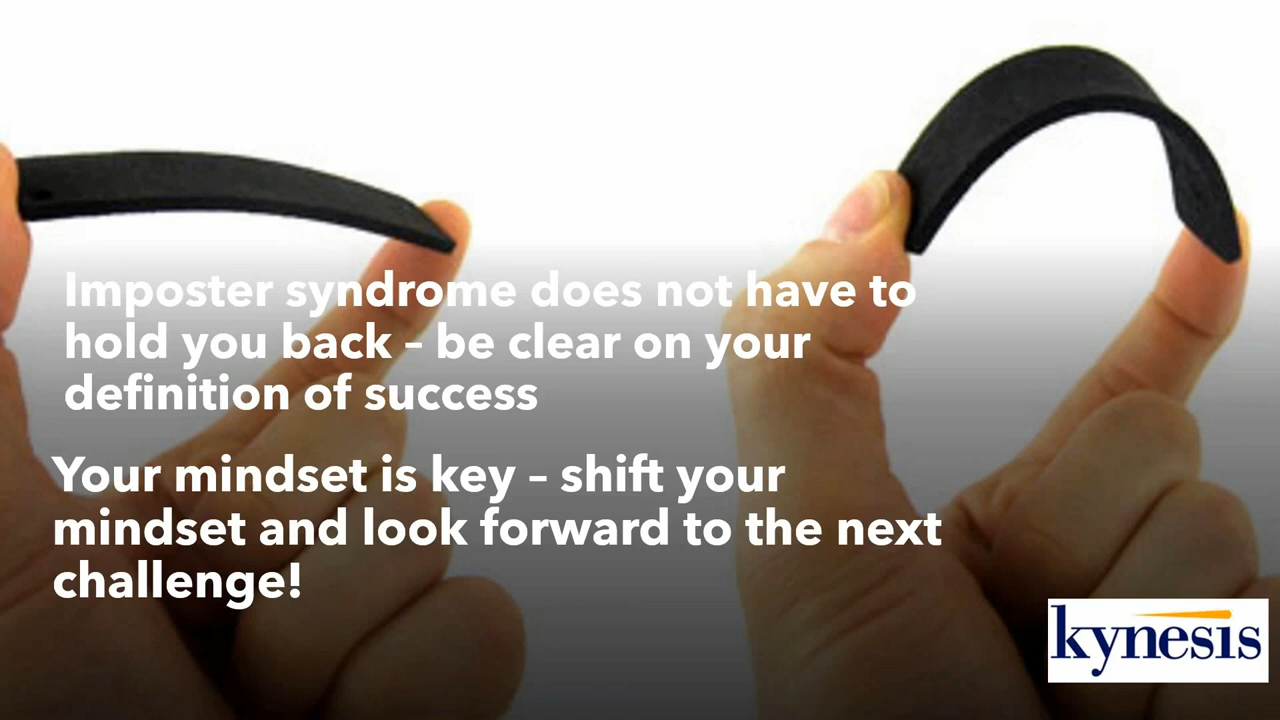 Imposter syndrome does not have to
hold you back – be clear on your
definition of success
Your mindset is key – shift your
mindset and look forward to the next
challenge!
kynesis